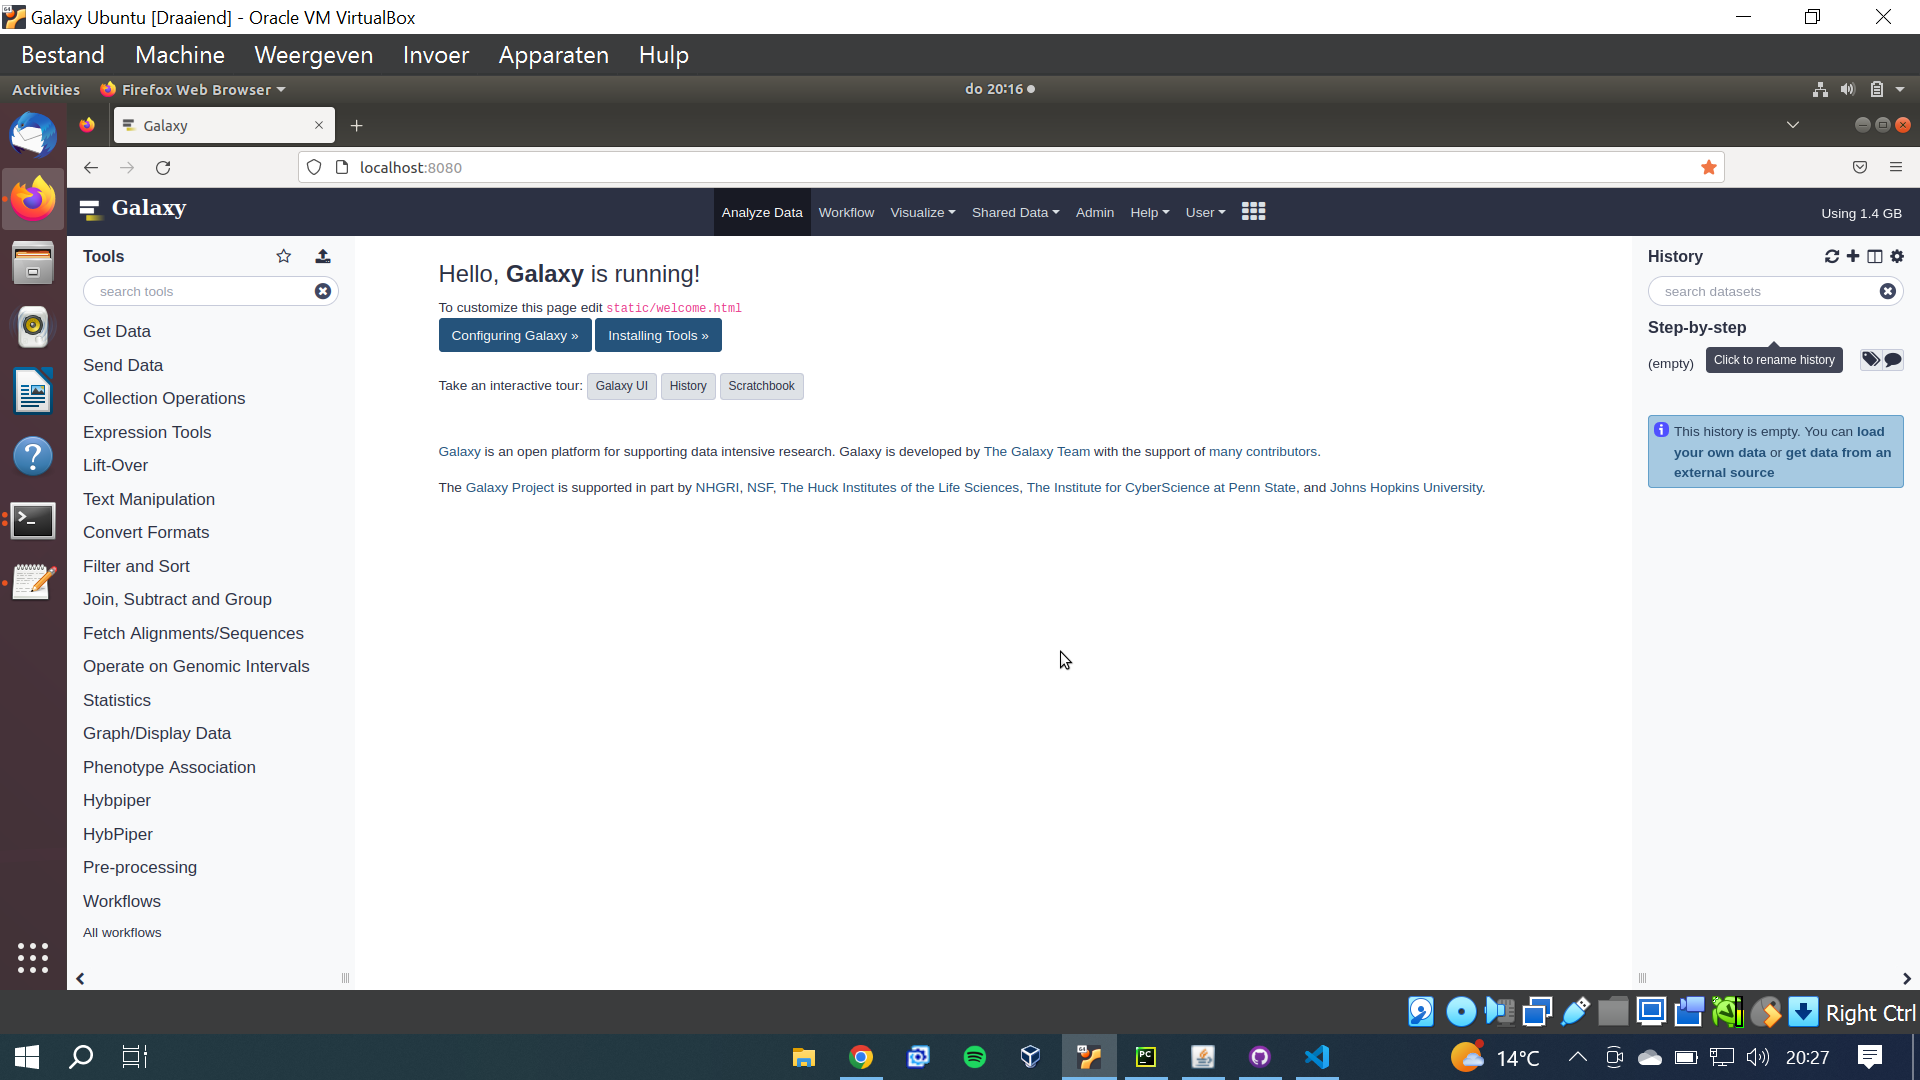 Galaxy Ubuntu [Draaiend] - Oracle VM VirtualBox
Bestand Machine Weergeven Invoer Apparaten Hulp
Activities Firefox Web Browser do 20:16
Galaxy
localhost:8080
Galaxy Analyze Data Workflow Visualize Shared Data Admin Help User Using 1.4 GB
Tools
search tools
Get Data
Send Data
Collection Operations
Expression Tools
Lift-Over
Text Manipulation
Convert Formats
Filter and Sort
Join, Subtract and Group
Fetch Alignments/Sequences
Operate on Genomic Intervals
Statistics
Graph/Display Data
Phenotype Association
Hybpiper
HybPiper
Pre-processing
Workflows
All workflows
Hello, Galaxy is running!
To customize this page edit static/welcome.html
Configuring Galaxy » Installing Tools »
Take an interactive tour: Galaxy UI History Scratchbook
Galaxy is an open platform for supporting data intensive research. Galaxy is developed by The Galaxy Team with the support of many contributors.
The Galaxy Project is supported in part by NHGRI, NSF, The Huck Institutes of the Life Sciences, The Institute for CyberScience at Penn State, and Johns Hopkins University.
History
search datasets
Step-by-step
(empty) Click to rename history
This history is empty. You can load
your own data or get data from an
external source
Right Ctrl
PC
14°C 20:27